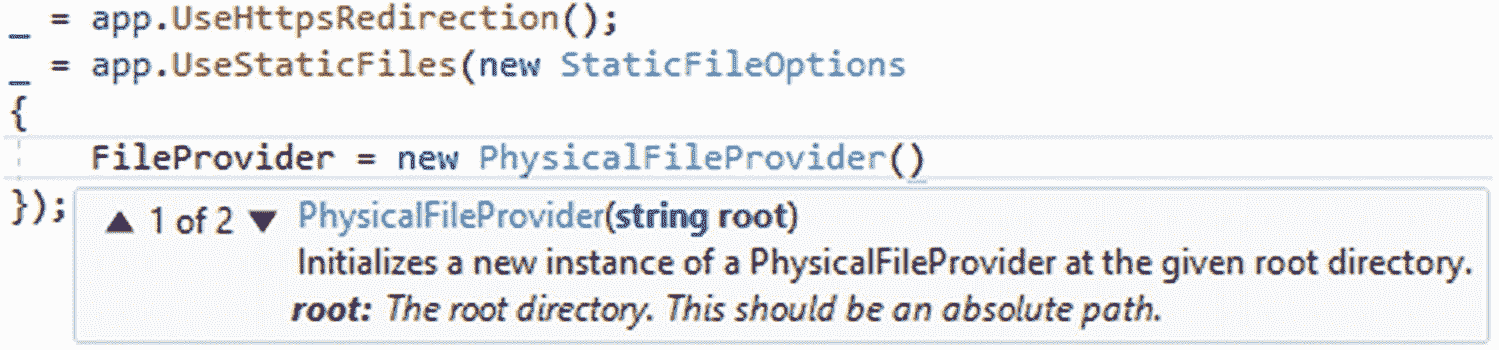 _ = app.UseHttpsRedirection();
_ = app.UseStaticFiles(new StaticFileOptions
{
FileProvider = new PhysicalFileProvider()
});
▲ 1 of 2 ▼ PhysicalFileProvider(string root)
Initializes a new instance of a PhysicalFileProvider at the given root directory.
root: The root directory. This should be an absolute path.